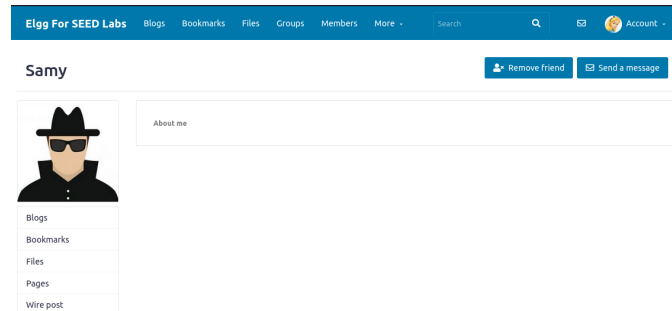 Elgg For SEED Labs Blogs Bookmarks Files Groups Members More Search Account
Samy
Remove friend Send a message
About me
Blogs
Bookmarks
Files
Pages
Wire post